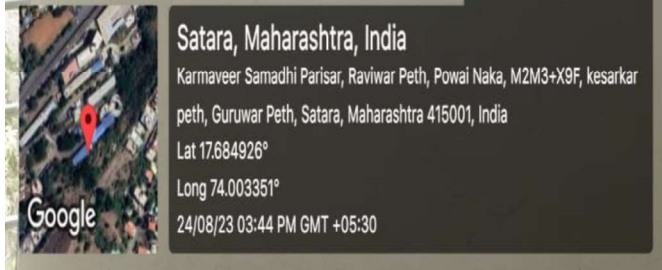 Satara, Maharashtra, India
Karmaveer Samadhi Parisar, Raviwar Peth, Powai Naka, M2M3+X9F, kesarkar
peth, Guruwar Peth, Satara, Maharashtra 415001, India
Lat 17.684926°
Long 74.003351°
24/08/23 03:44 PM GMT +05:30
Google